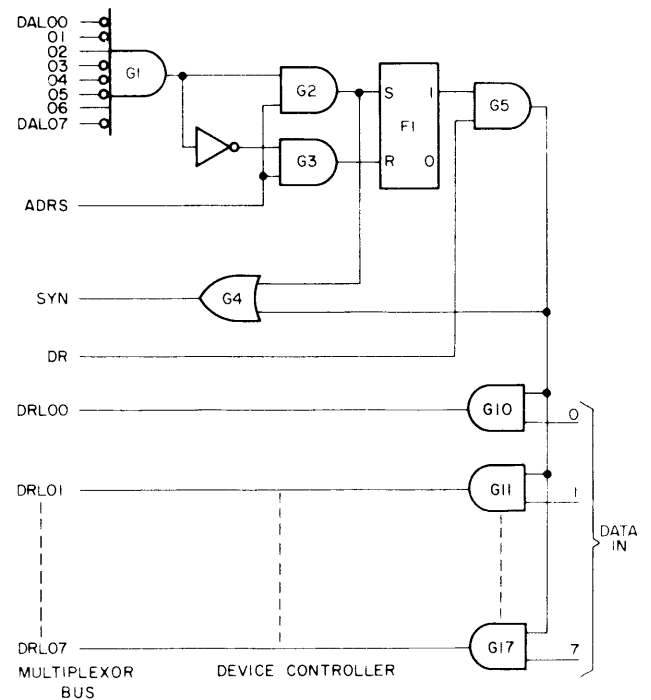 DAL00
01
02
03
04
05
06
DAL07
G1
G2
G3
S 1
F1
R 0
G5
ADRS
SYN
G4
DR
DRL00
G10
0
DRL01
G11
1
DATA
IN
DRL07
G17
7
MULTIPLEXOR
BUS
DEVICE CONTROLLER